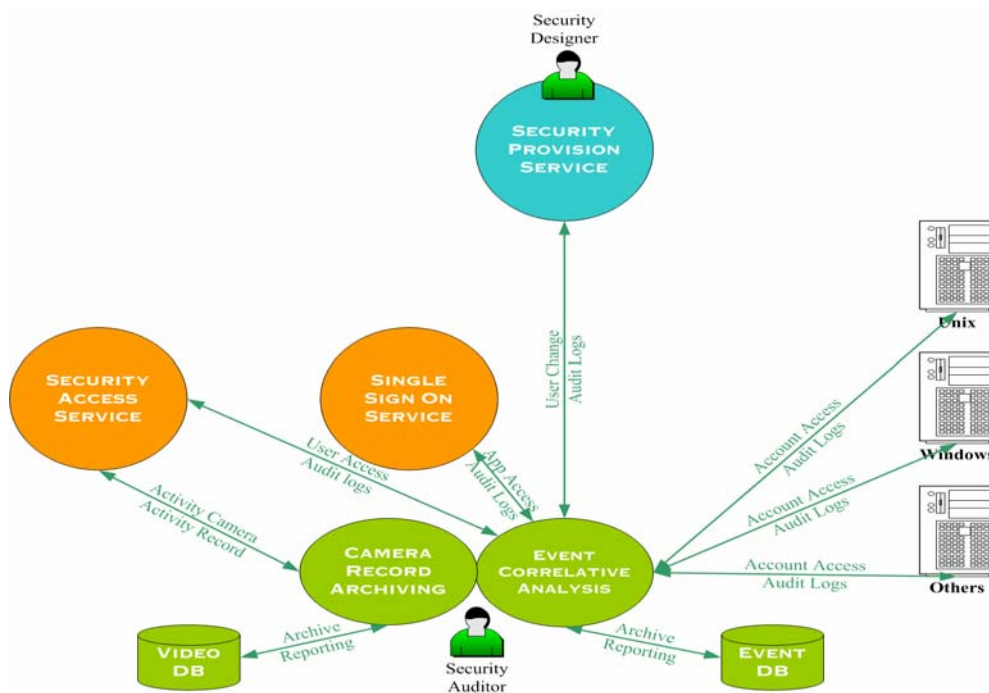 Security
Designer
SECURITY
PROVISION
SERVICE
Unix
SECURITY
ACCESS
SERVICE
SINGLE
SIGN ON
SERVICE
User Change
Audit Logs
Account Access
Audit Logs
Windows
User Access
Audit logs
App Access
Audit Logs
Account Access
Audit Logs
Activity Camera
Activity Record
CAMERA
RECORD
ARCHIVING
EVENT
CORRELATIVE
ANALYSIS
Account Access
Audit Logs
Others
VIDEO
DB
Archive
Reporting
Security
Auditor
Archive
Reporting
EVENT
DB